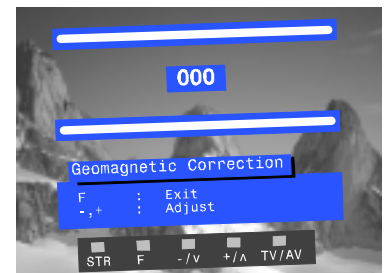 000
Geomagnetic Correction
F : Exit
-,+ : Adjust
STR F -/v +/ʌ TV/AV